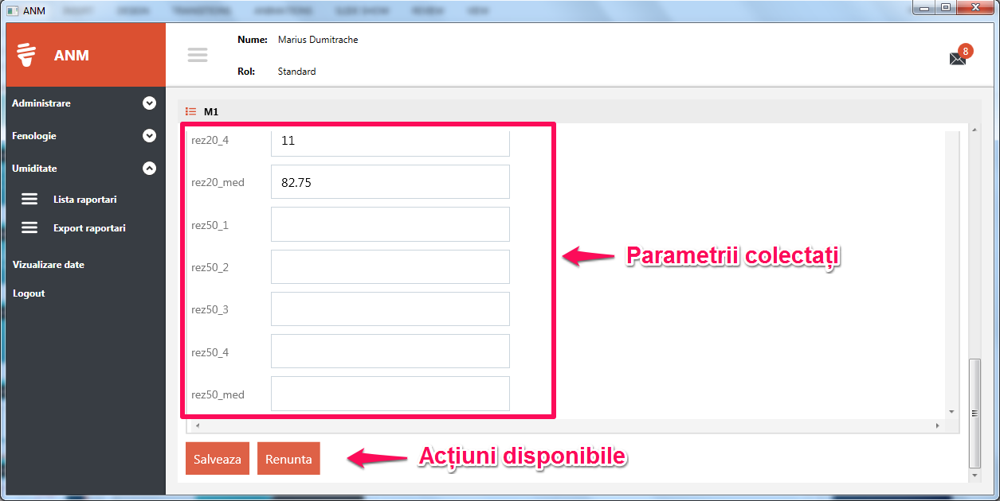 ANM
ANM
Nume: Marius Dumitrache
Rol: Standard
8
Administrare
Fenologie
Umiditate
Lista raportari
Export raportari
Vizualizare date
Logout
M1
rez20_4 11
rez20_med 82.75
rez50_1
rez50_2
rez50_3
rez50_4
rez50_med
Parametrii colectați
Salveaza Renunta
Acțiuni disponibile